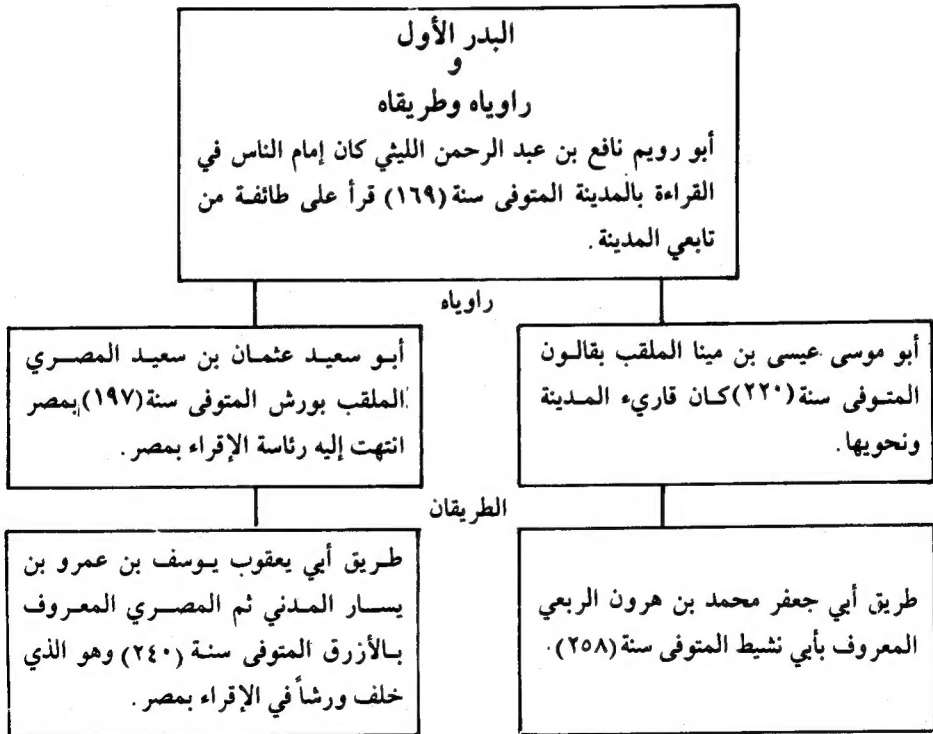 البدر الأول
و
راوياه وطريقاه
أبو رويم نافع بن عبد الرحمن الليثي كان إمام الناس في
القراءة بالمدينة المتوفى سنة (١٦٩) قرأ على طائفة من
تابعي المدينة.
راوياه
أبو موسى عيسى بن مينا الملقب بقالون
المتوفى سنة (٢٢٠) كان قاريء المدينة
ونحويها.
أبو سعيد عثمان بن سعيد المصري
الملقب بورش المتوفى سنة (١٩٧) بمصر
انتهت إليه رئاسة الإقراء بمصر.
الطريقان
طريق أبي جعفر محمد بن هرون الربعي
المعروف بأبي نشيط المتوفى سنة (٢٥٨).
طريق أبي يعقوب يوسف بن عمرو بن
يسار المدني ثم المصري المعروف
بالأزرق المتوفى سنة (٢٤٠) وهو الذي
خلف ورشاً في الإقراء بمصر.